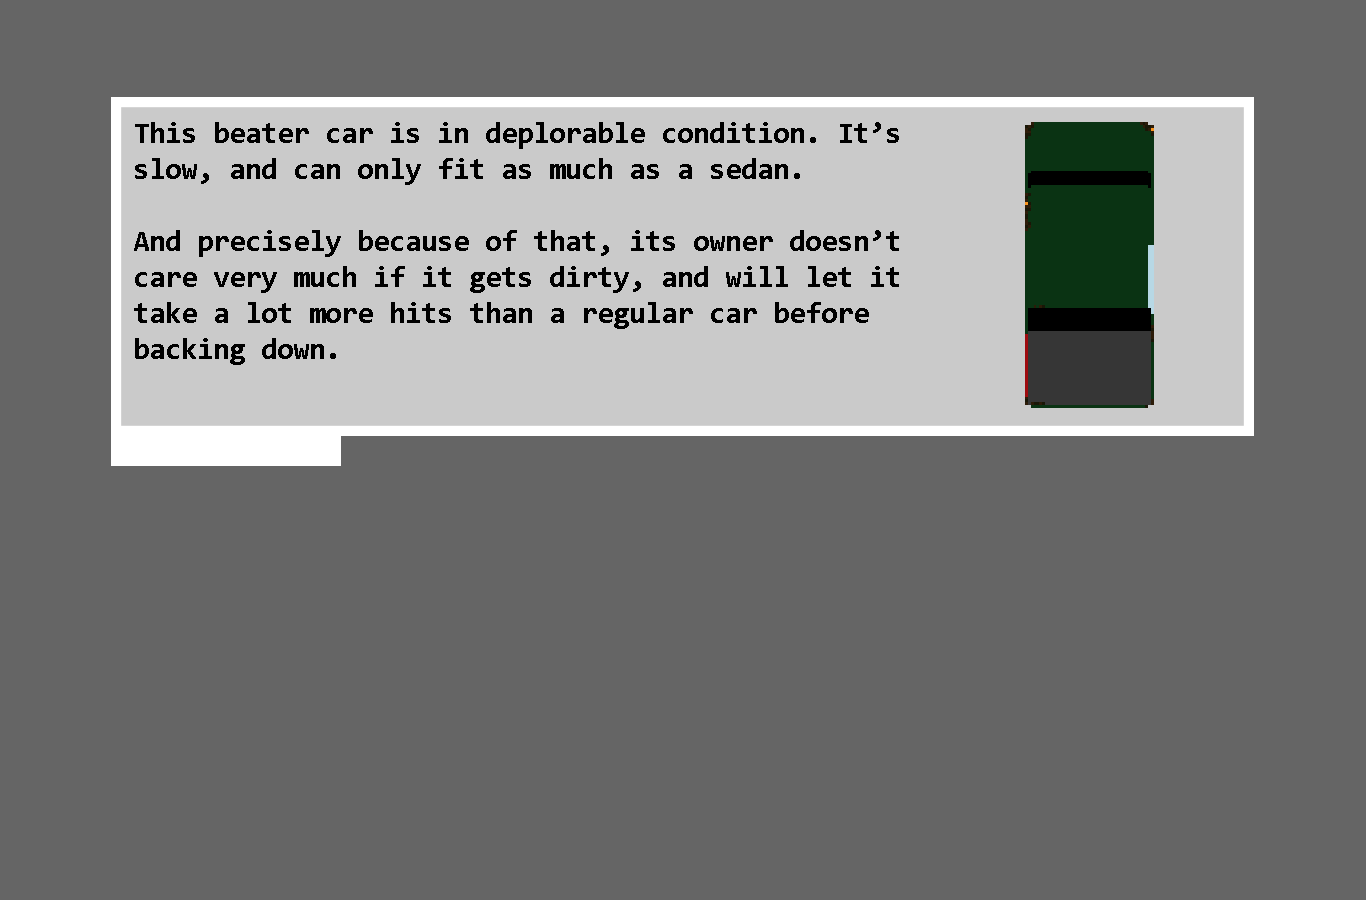 This beater car is in deplorable condition. It’s
slow, and can only fit as much as a sedan.
And precisely because of that, its owner doesn’t
care very much if it gets dirty, and will let it
take a lot more hits than a regular car before
backing down.